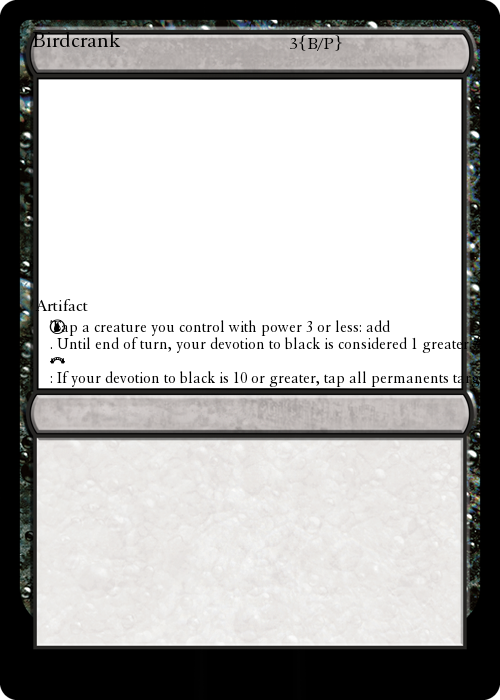 Birdcrank 3{B/P}
Artifact
Tap a creature you control with power 3 or less: add
. Until end of turn, your devotion to black is considered 1 greater
: If your devotion to black is 10 or greater, tap all permanents